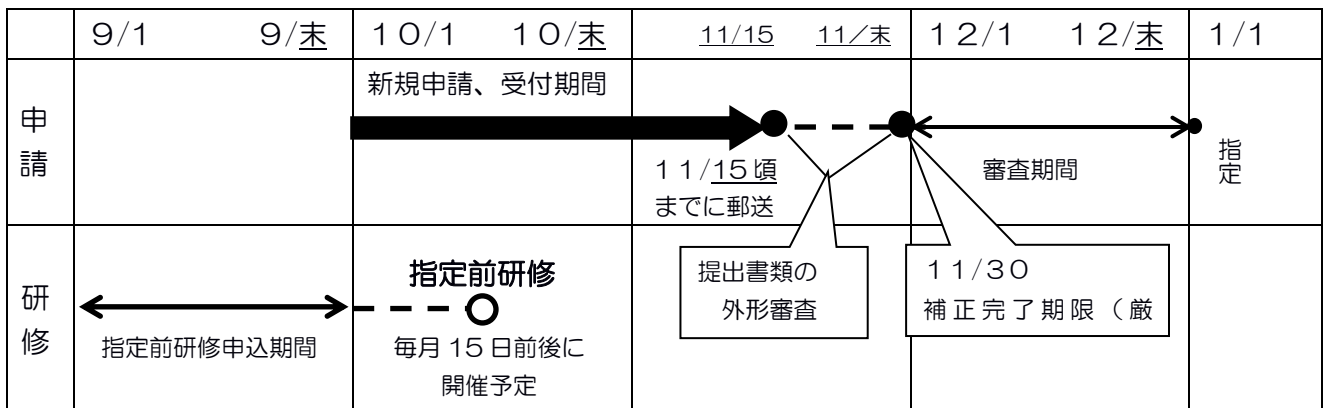 9/1 9/末 10/1 10/末 11/15 11/末 12/1 12/末 1/1
申請
新規申請、受付期間
11/15頃
までに郵送
審査期間
指定
研修
指定前研修申込期間
指定前研修
毎月15日前後に
開催予定
提出書類の
外形審査
11/30
補正完了期限（厳